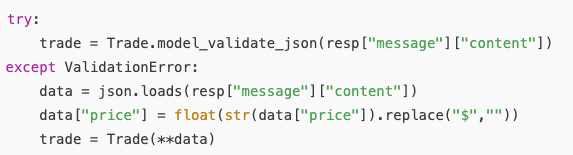 try:
    trade = Trade.model_validate_json(resp["message"]["content"])
except ValidationError:
    data = json.loads(resp["message"]["content"])
    data["price"] = float(str(data["price"]).replace("$",""))
    trade = Trade(**data)